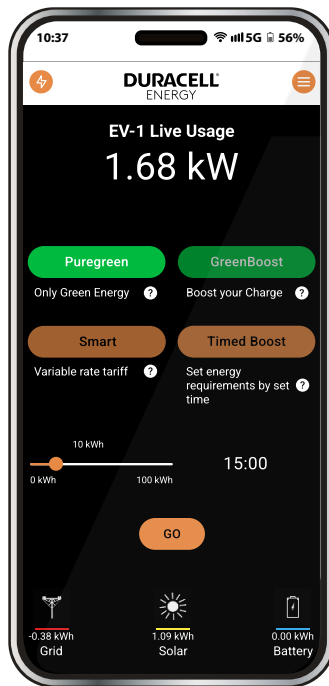 10:37
5G 56%
DURACELL®
ENERGY
EV-1 Live Usage
1.68 kW
Puregreen
GreenBoost
Only Green Energy ?
Boost your Charge ?
Smart
Timed Boost
Variable rate tariff ?
Set energy
requirements by set ?
time
10 kWh
15:00
0 kWh
100 kWh
GO
-0.38 kWh
1.09 kWh
0.00 kWh
Grid
Solar
Battery